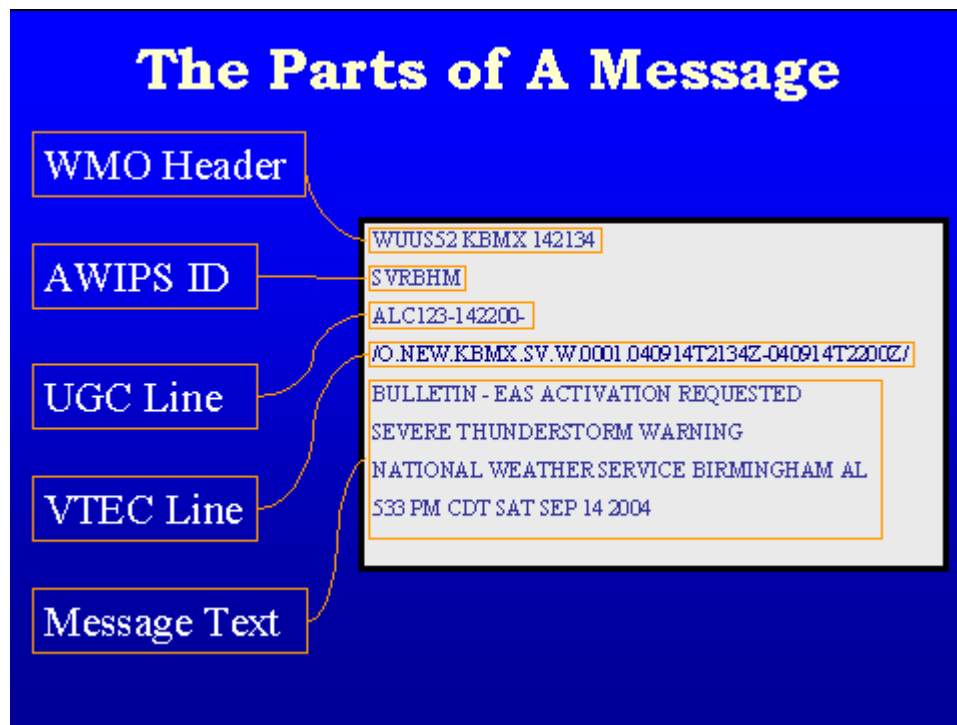 The Parts of A Message
WMO Header
AWIPS ID
UGC Line
VTEC Line
Message Text
WUUS52 KBMX 142134
SVRBHM
ALC123-142200-
/O.NEW.KBMX.SV.W.0001.040914T2134Z-040914T2200Z/
BULLETIN - EAS ACTIVATION REQUESTED
SEVERE THUNDERSTORM WARNING
NATIONAL WEATHER SERVICE BIRMINGHAM AL
533 PM CDT SAT SEP 14 2004